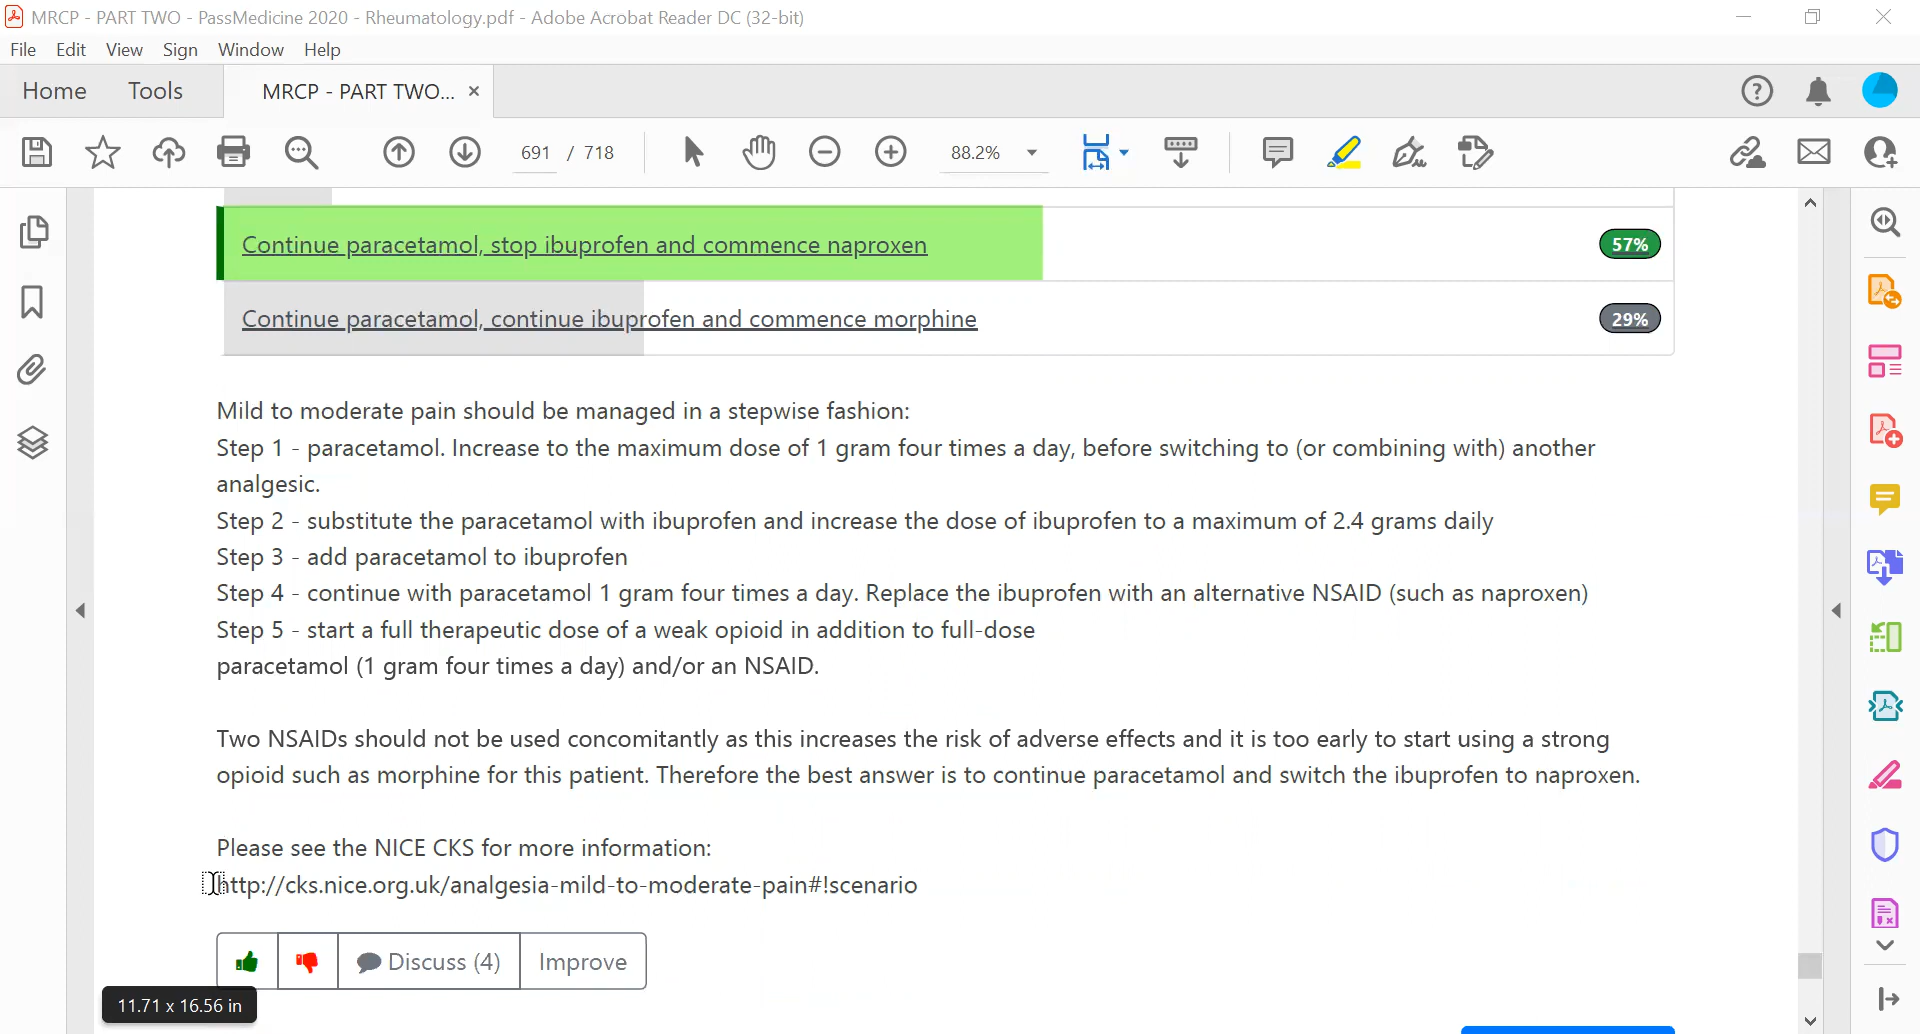 MRCP - PART TWO - PassMedicine 2020 - Rheumatology.pdf - Adobe Acrobat Reader DC (32-bit)
File Edit View Sign Window Help
Home Tools MRCP - PART TWO... ×
691 / 718 88.2%
Continue paracetamol, stop ibuprofen and commence naproxen 57%
Continue paracetamol, continue ibuprofen and commence morphine 29%
Mild to moderate pain should be managed in a stepwise fashion:
Step 1 - paracetamol. Increase to the maximum dose of 1 gram four times a day, before switching to (or combining with) another
analgesic.
Step 2 - substitute the paracetamol with ibuprofen and increase the dose of ibuprofen to a maximum of 2.4 grams daily
Step 3 - add paracetamol to ibuprofen
Step 4 - continue with paracetamol 1 gram four times a day. Replace the ibuprofen with an alternative NSAID (such as naproxen)
Step 5 - start a full therapeutic dose of a weak opioid in addition to full-dose
paracetamol (1 gram four times a day) and/or an NSAID.
Two NSAIDs should not be used concomitantly as this increases the risk of adverse effects and it is too early to start using a strong
opioid such as morphine for this patient. Therefore the best answer is to continue paracetamol and switch the ibuprofen to naproxen.
Please see the NICE CKS for more information:
http://cks.nice.org.uk/analgesia-mild-to-moderate-pain#!scenario
Discuss (4) Improve
11.71 x 16.56 in